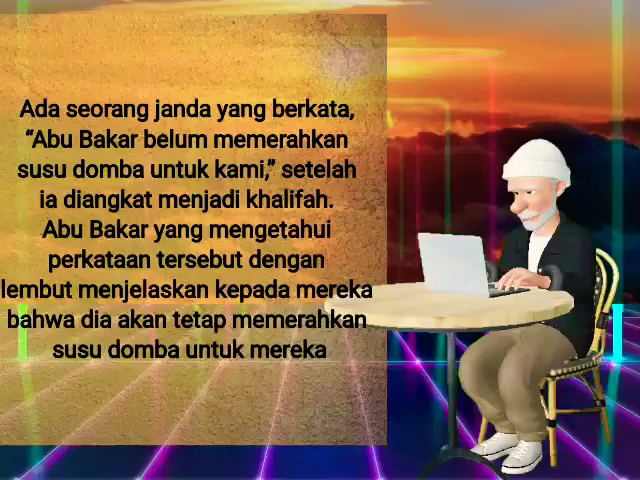 Ada seorang janda yang berkata,
“Abu Bakar belum memerahkan
susu domba untuk kami,” setelah
ia diangkat menjadi khalifah.
Abu Bakar yang mengetahui
perkataan tersebut dengan
lembut menjelaskan kepada mereka
bahwa dia akan tetap memerahkan
susu domba untuk mereka